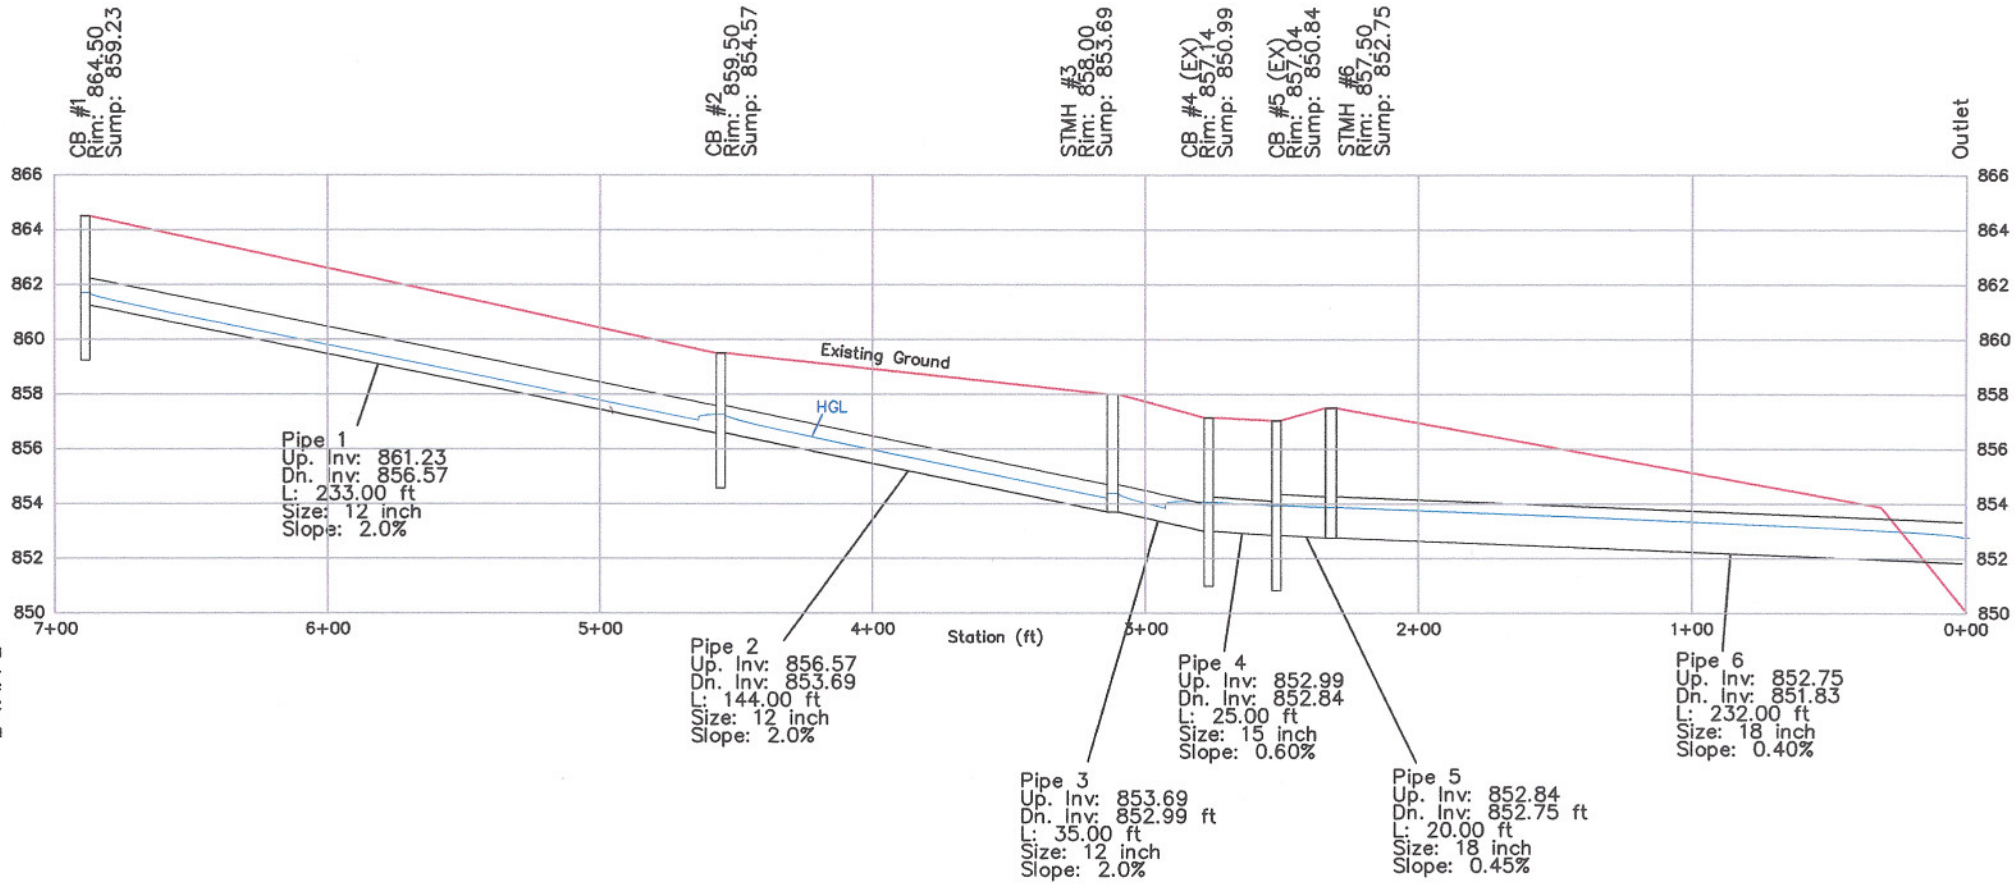 CB #1
Rim: 864.50
Sump: 859.23
CB #2
Rim: 859.50
Sump: 854.57
STMH #3
Rim: 858.00
Sump: 853.69
CB #4 (EX)
Rim: 857.14
Sump: 850.99
CB #5 (EX)
Rim: 857.04
Sump: 850.84
STMH #6
Rim: 857.50
Sump: 852.75
Outlet
866
866
864
864
862
862
860
860
858
858
856
856
854
854
852
852
850
850
Existing Ground
HGL
7+00
6+00
5+00
4+00
3+00
2+00
1+00
0+00
Station (ft)
Pipe 1
Up. Inv: 861.23
Dn. Inv: 856.57
L: 233.00 ft
Size: 12 inch
Slope: 2.0%
Pipe 2
Up. Inv: 856.57
Dn. Inv: 853.69
L: 144.00 ft
Size: 12 inch
Slope: 2.0%
Pipe 3
Up. Inv: 853.69
Dn. Inv: 852.99 ft
L: 35.00 ft
Size: 12 inch
Slope: 2.0%
Pipe 4
Up. Inv: 852.99
Dn. Inv: 852.84
L: 25.00 ft
Size: 15 inch
Slope: 0.60%
Pipe 5
Up. Inv: 852.84
Dn. Inv: 852.75 ft
L: 20.00 ft
Size: 18 inch
Slope: 0.45%
Pipe 6
Up. Inv: 852.75
Dn. Inv: 851.83
L: 232.00 ft
Size: 18 inch
Slope: 0.40%